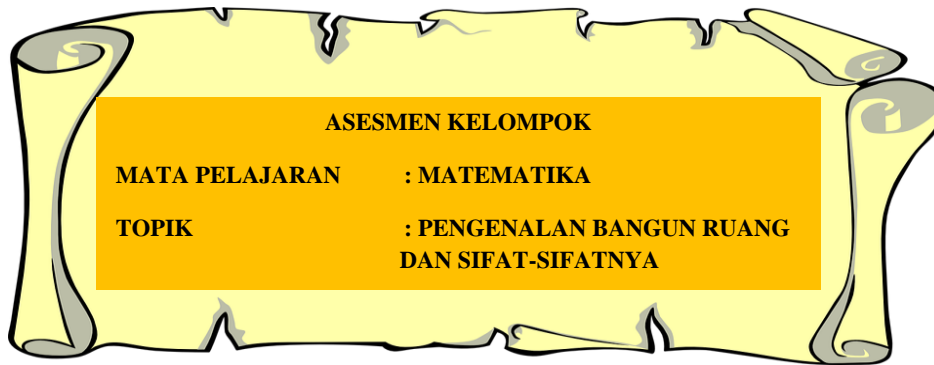 ASESMEN KELOMPOK
MATA PELAJARAN : MATEMATIKA
TOPIK : PENGENALAN BANGUN RUANG
DAN SIFAT-SIFATNYA